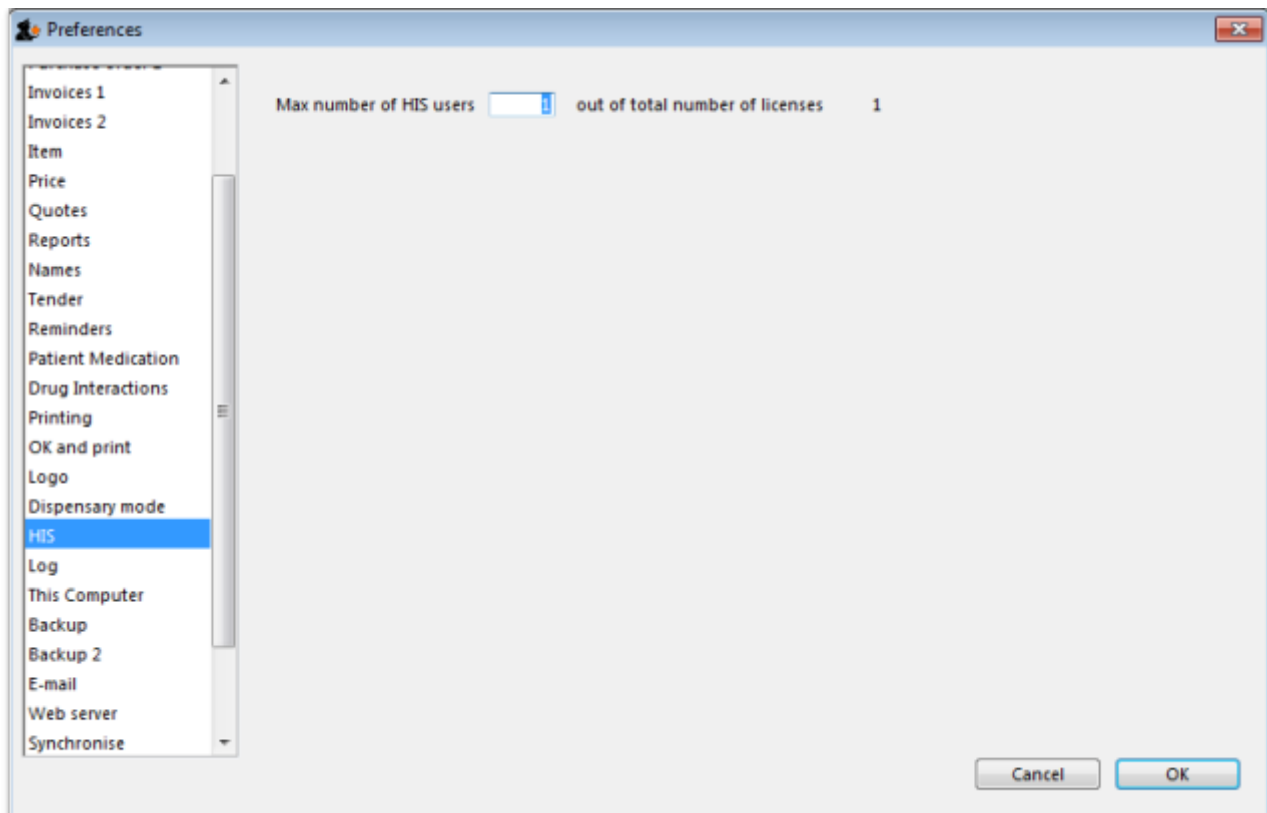 Preferences
Invoices 1
Invoices 2
Item
Price
Quotes
Reports
Names
Tender
Reminders
Patient Medication
Drug Interactions
Printing
OK and print
Logo
Dispensary mode
HIS
Log
This Computer
Backup
Backup 2
E-mail
Web server
Synchronise
Max number of HIS users 1 out of total number of licenses 1
Cancel OK